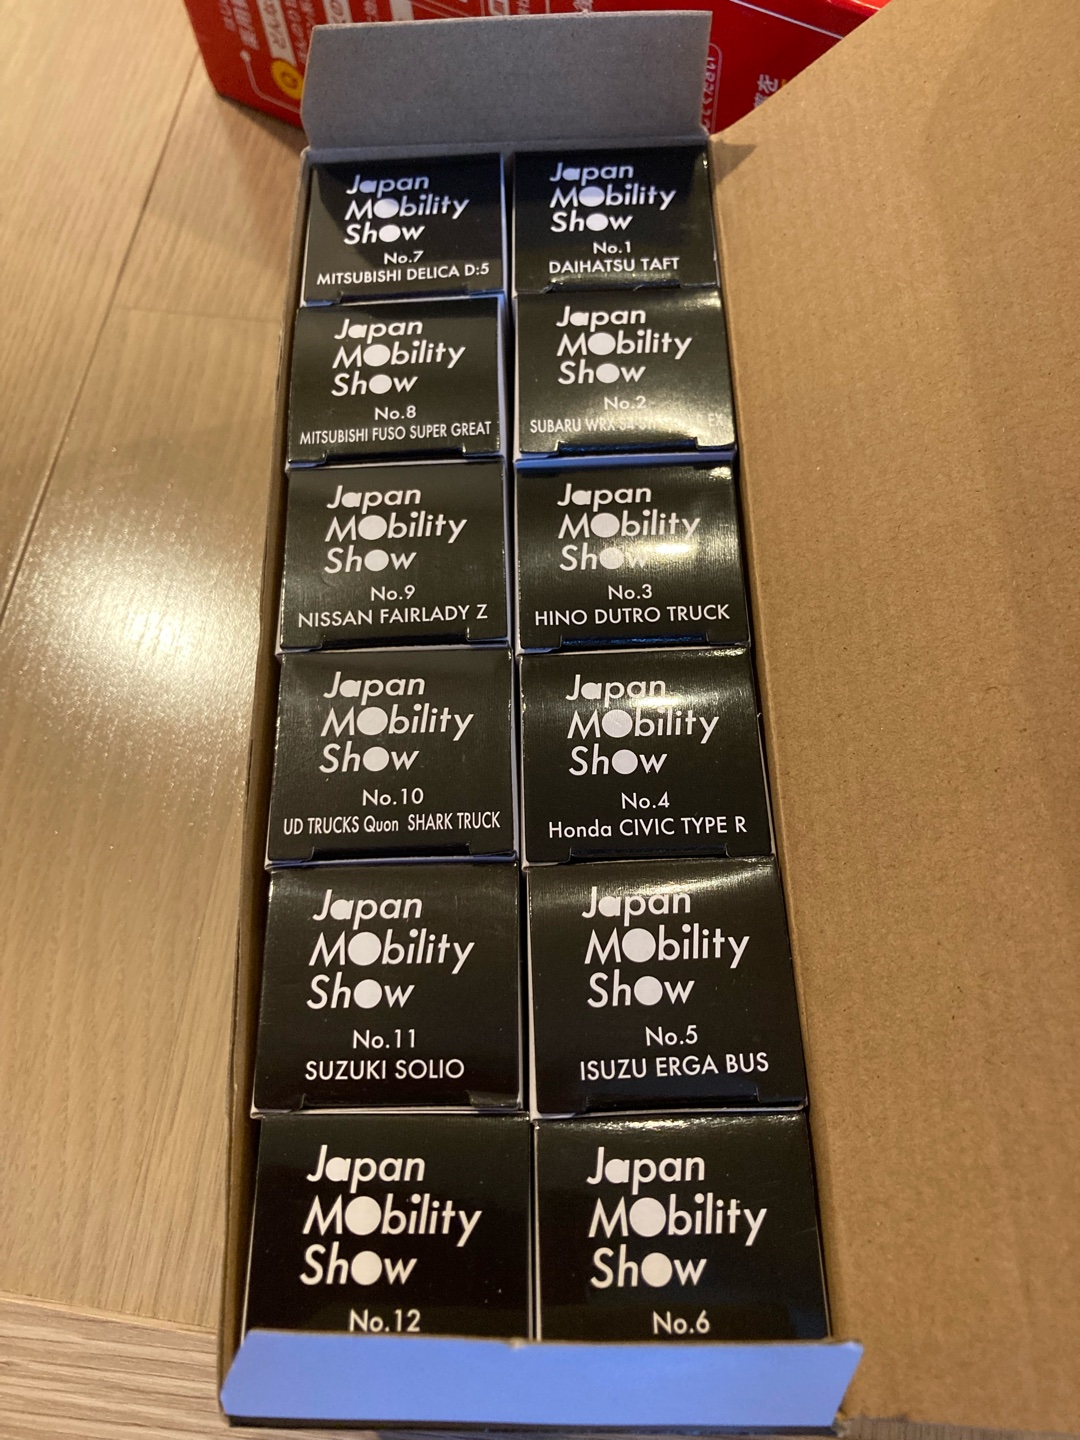 Japan
Mobility
Show
No.7
MITSUBISHI DELICA D:5
Japan
Mobility
Show
No.1
DAIHATSU TAFT
Japan
Mobility
Show
No.8
MITSUBISHI FUSO SUPER GREAT
Japan
Mobility
Show
No.2
SUBARU WRX S4 EX
Japan
Mobility
Show
No.9
NISSAN FAIRLADY Z
Japan
Mobility
Show
No.3
HINO DUTRO TRUCK
Japan
Mobility
Show
No.10
UD TRUCKS Quon SHARK TRUCK
Japan
Mobility
Show
No.4
Honda CIVIC TYPE R
Japan
Mobility
Show
No.11
SUZUKI SOLIO
Japan
Mobility
Show
No.5
ISUZU ERGA BUS
Japan
Mobility
Show
No.12
Japan
Mobility
Show
No.6